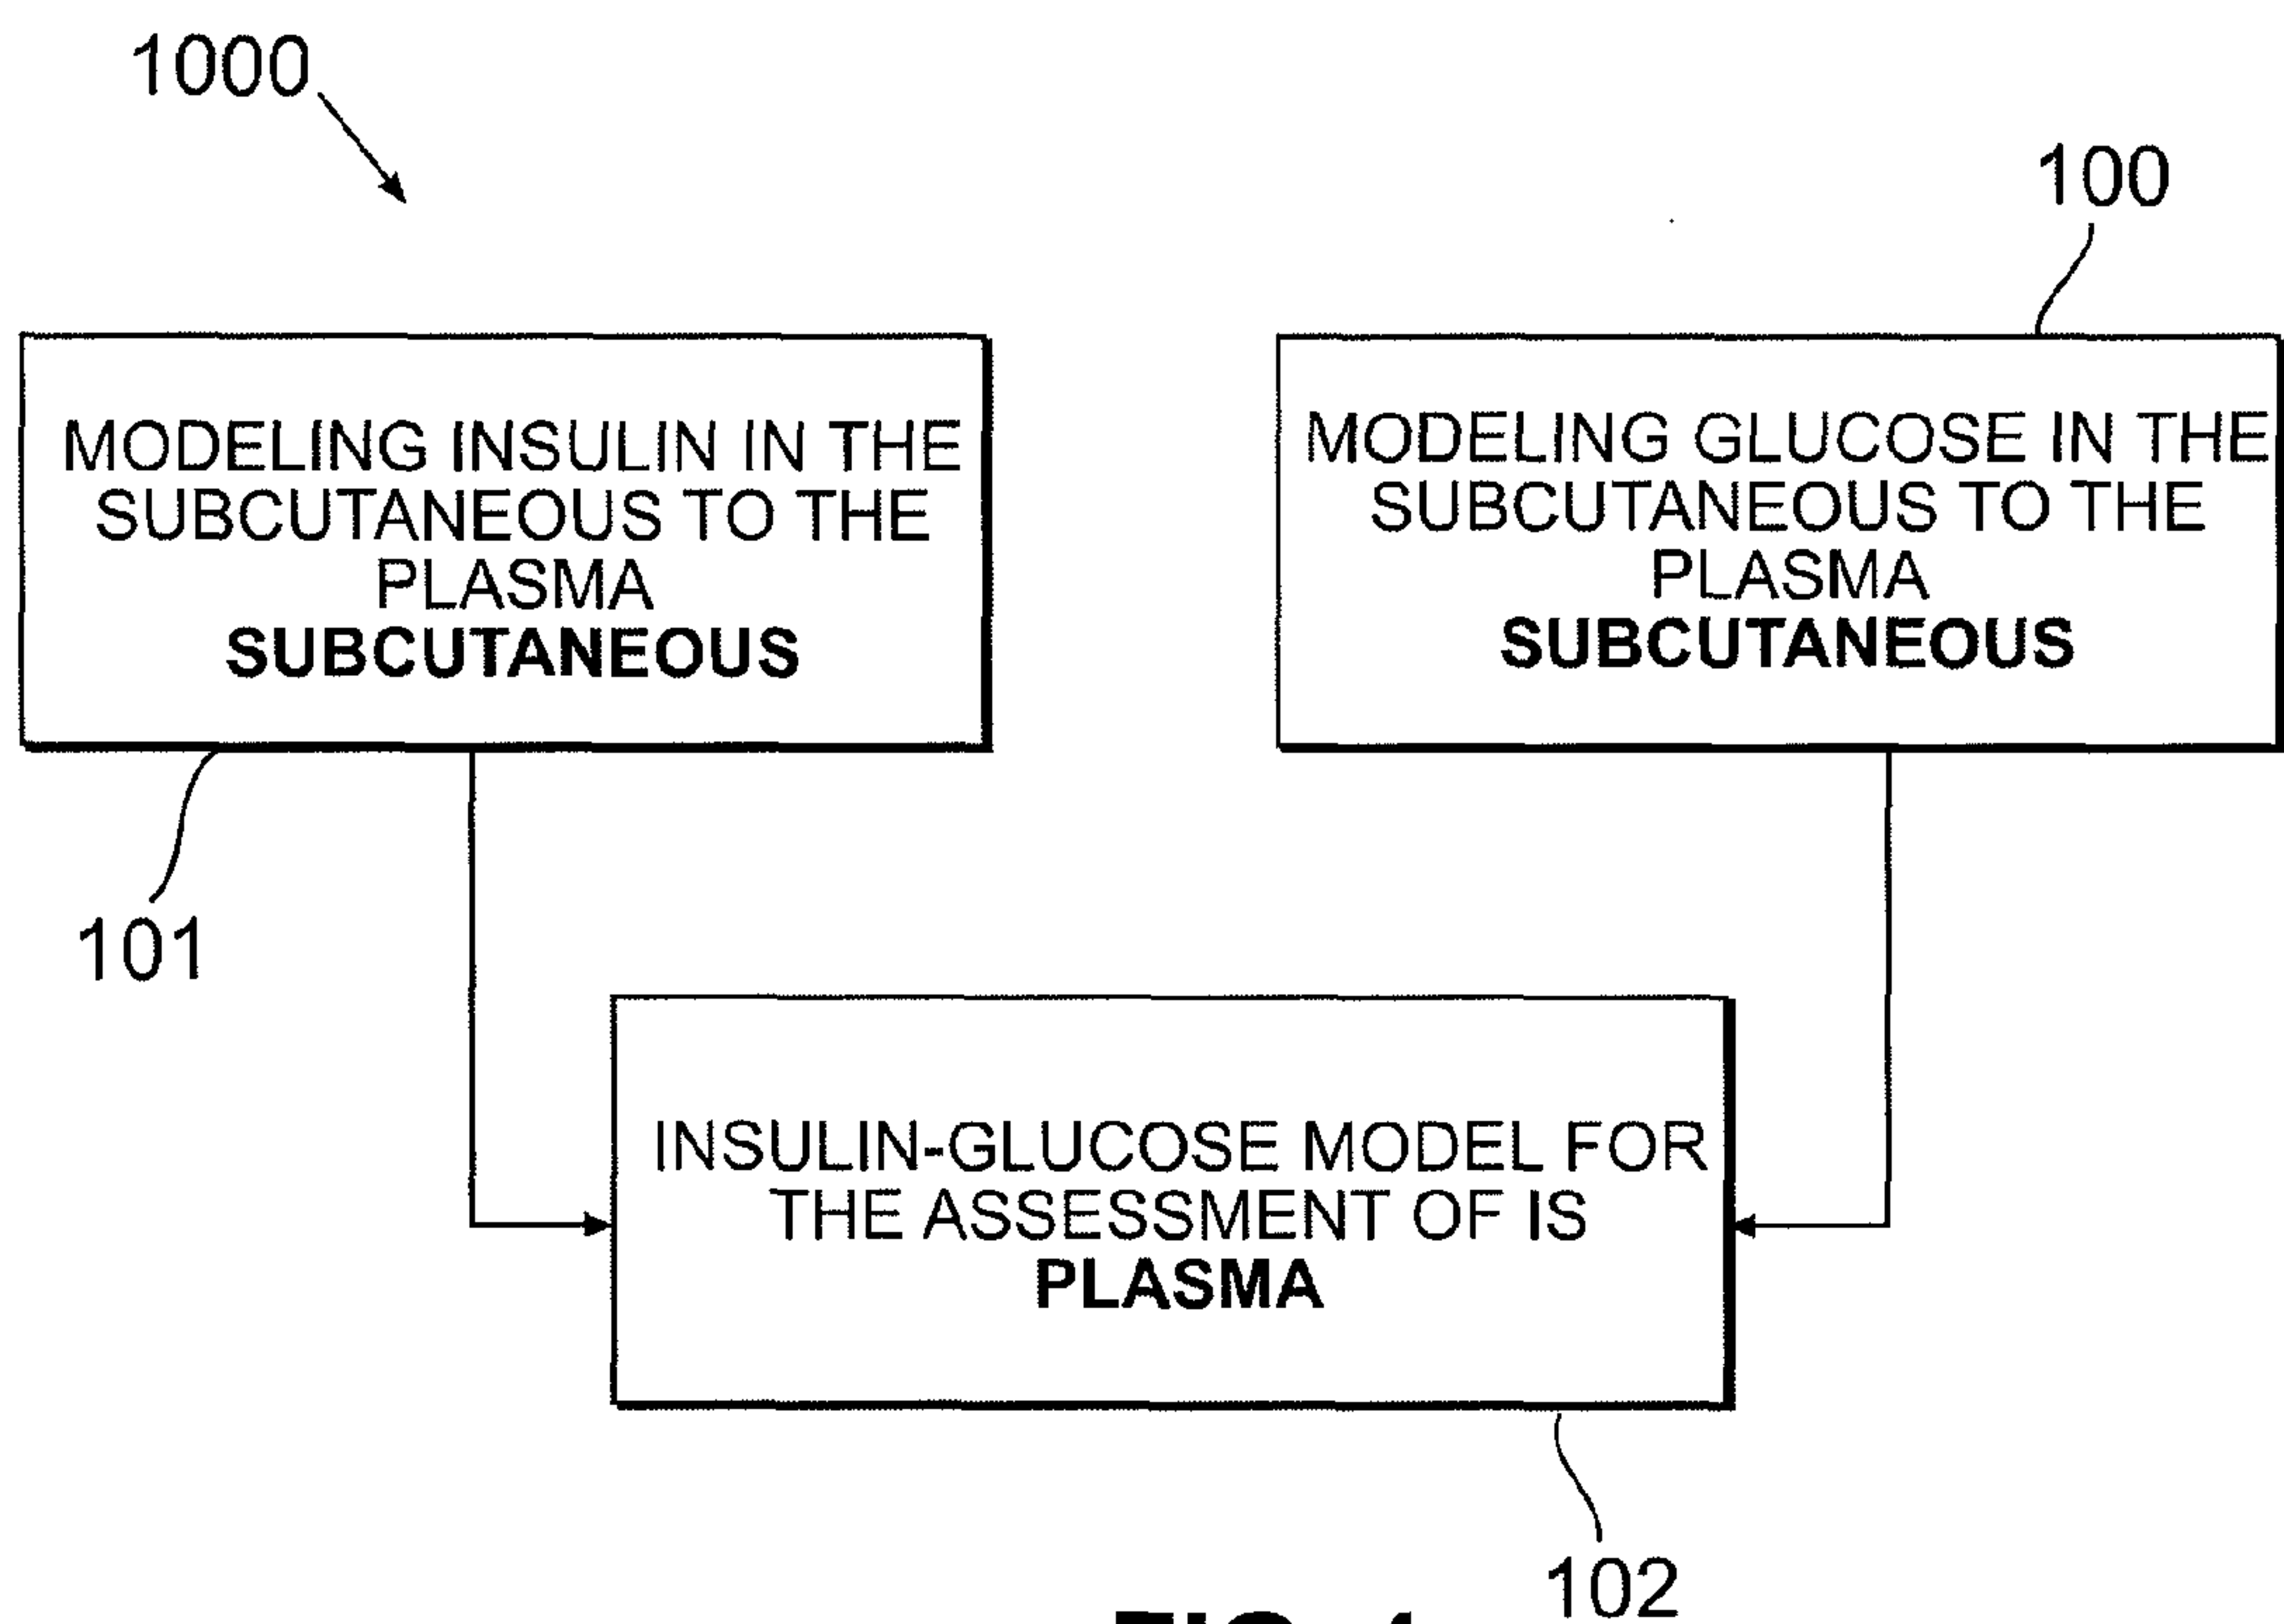 1000
100
MODELING INSULIN IN THE
SUBCUTANEOUS TO THE
PLASMA
SUBCUTANEOUS
MODELING GLUCOSE IN THE
SUBCUTANEOUS TO THE
PLASMA
SUBCUTANEOUS
101
INSULIN-GLUCOSE MODEL FOR
THE ASSESSMENT OF IS
PLASMA
102